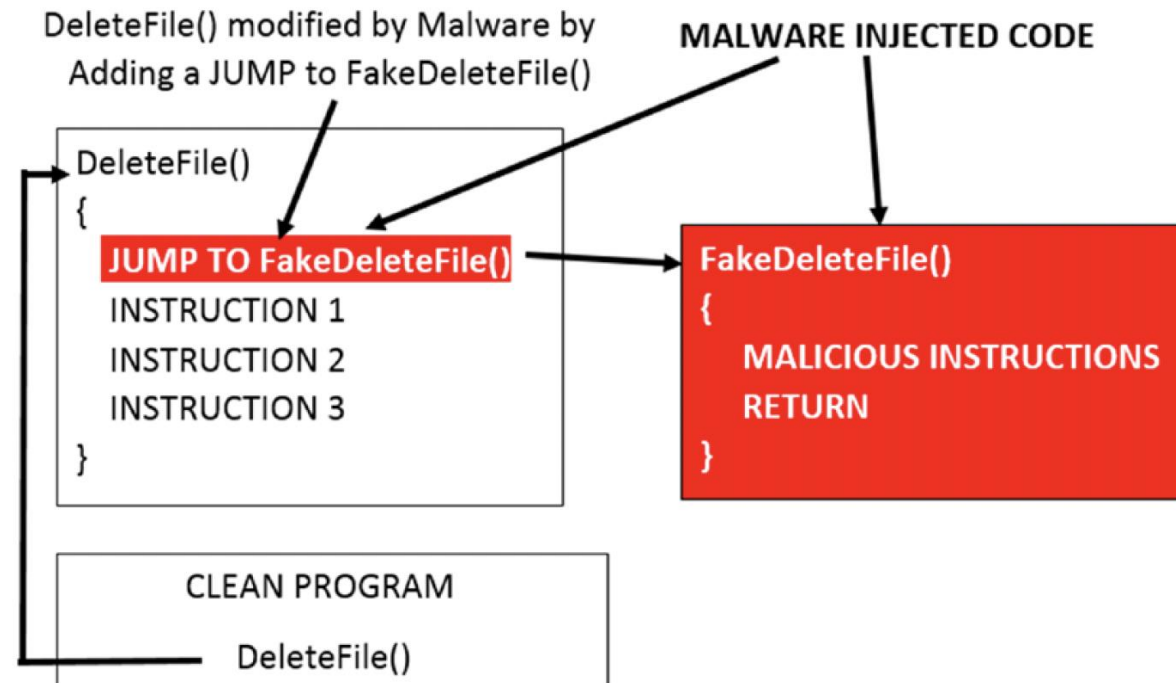 DeleteFile() modified by Malware by
Adding a JUMP to FakeDeleteFile()
MALWARE INJECTED CODE
DeleteFile()
{
JUMP TO FakeDeleteFile()
INSTRUCTION 1
INSTRUCTION 2
INSTRUCTION 3
}
FakeDeleteFile()
{
MALICIOUS INSTRUCTIONS
RETURN
}
CLEAN PROGRAM
DeleteFile()